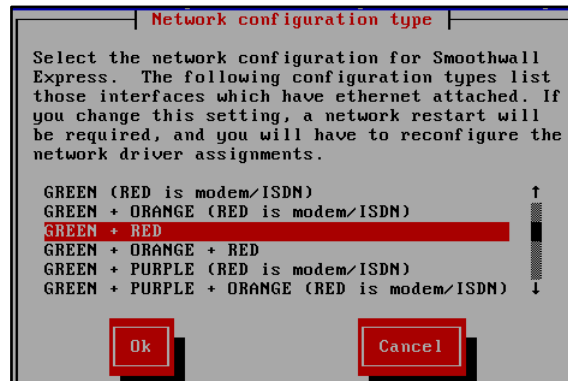 Network configuration type
Select the network configuration for Smoothwall
Express. The following configuration types list
those interfaces which have ethernet attached. If
you change this setting, a network restart will
be required, and you will have to reconfigure the
network driver assignments.
GREEN (RED is modem/ISDN)
GREEN + ORANGE (RED is modem/ISDN)
GREEN + RED
GREEN + ORANGE + RED
GREEN + PURPLE (RED is modem/ISDN)
GREEN + PURPLE + ORANGE (RED is modem/ISDN)
Ok Cancel